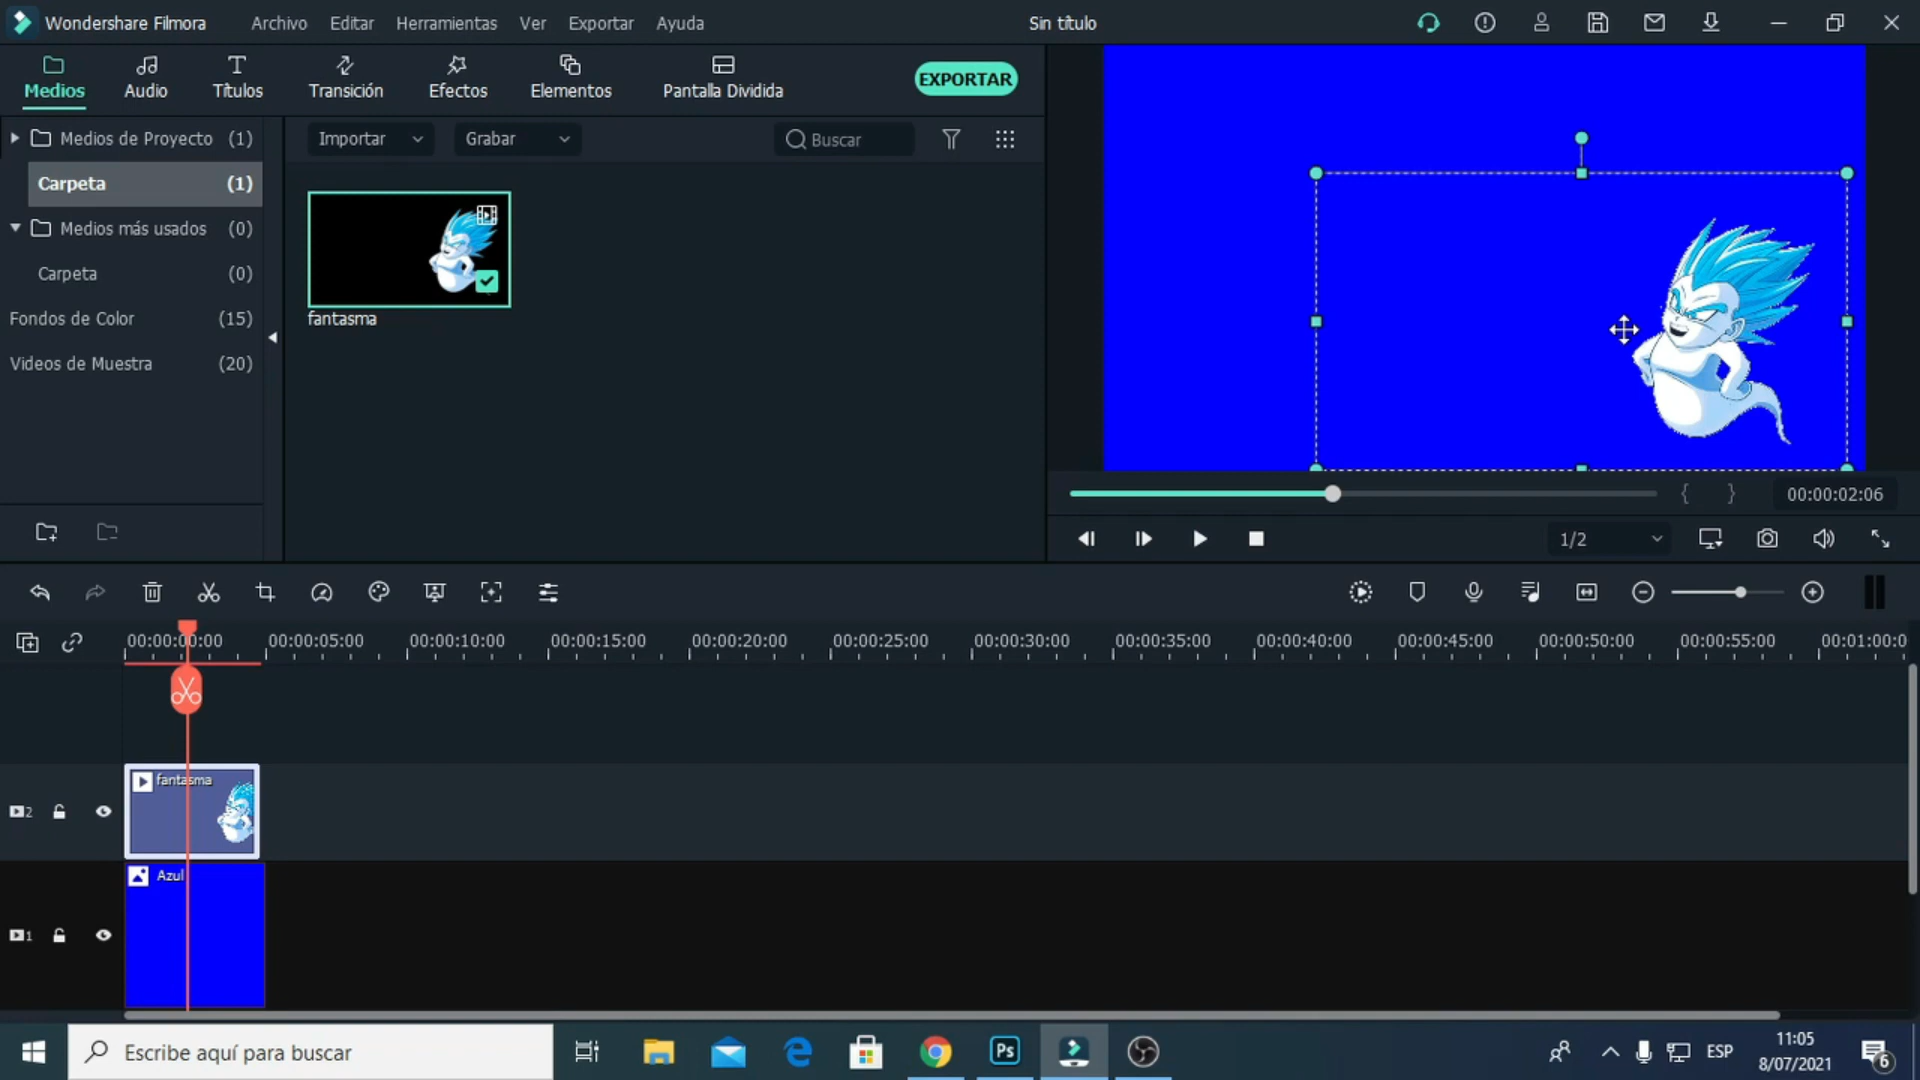 Wondershare Filmora
Archivo
Editar
Herramientas
Ver
Exportar
Ayuda
Sin título
Medios
Audio
Títulos
Transición
Efectos
Elementos
Pantalla Dividida
EXPORTAR
Medios de Proyecto (1)
Carpeta (1)
Medios más usados (0)
Carpeta (0)
Fondos de Color (15)
Videos de Muestra (20)
Importar
Grabar
Buscar
fantasma
{ }
00:00:02:06
1/2
00:00:00:00
00:00:05:00
00:00:10:00
00:00:15:00
00:00:20:00
00:00:25:00
00:00:30:00
00:00:35:00
00:00:40:00
00:00:45:00
00:00:50:00
00:00:55:00
00:01:00:0
2
fantasma
1
Azul
Escribe aquí para buscar
Ps
ESP
11:05
8/07/2021
6